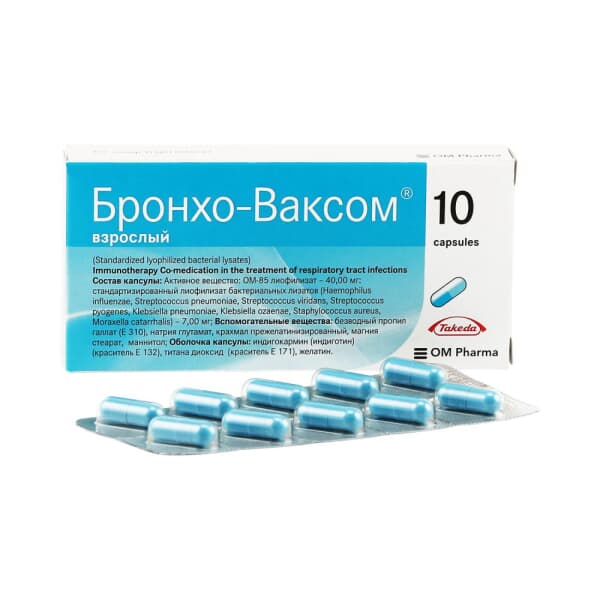 OM Pharma
Бронхо-Ваксом®
взрослый
10
capsules
(Standardized lyophilized bacterial lysates)
Immunotherapy Co-medication in the treatment of respiratory tract infections
Состав капсулы: Активное вещество: ОМ-85 лиофилизат – 40,00 мг:
стандартизированный лиофилизат бактериальных лизатов (Haemophilus
influenzae, Streptococcus pneumoniae, Streptococcus viridans, Streptococcus
pyogenes, Klebsiella pneumoniae, Klebsiella ozaenae, Staphylococcus aureus,
Moraxella catarrhalis) – 7,00 мг; Вспомогательные вещества: безводный пропил
галлат (Е 310), натрия глутамат, крахмал прежелатинизированный, магния
стеарат, маннитол; Оболочка капсулы: индигокармин (индиготин)
(краситель Е 132), титана диоксид (краситель Е 171), желатин.
Takeda
OM Pharma